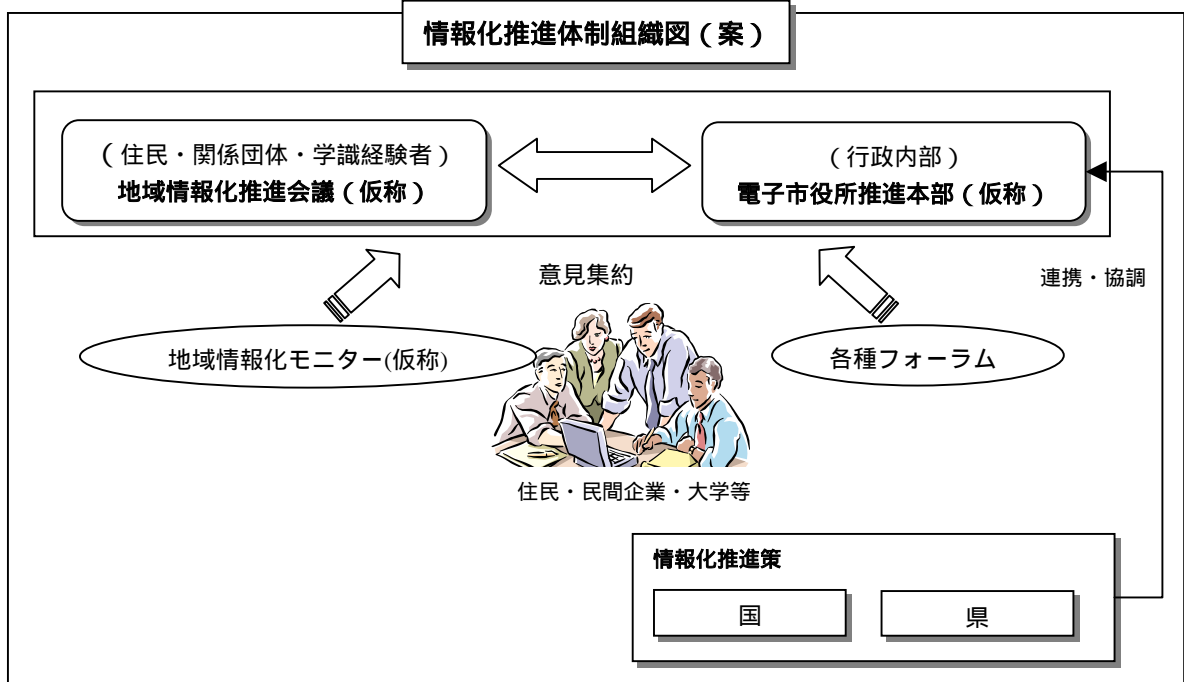 情報化推進体制組織図(案)
(住民・関係団体・学識経験者)
地域情報化推進会議(仮称)
(行政内部)
電子市役所推進本部(仮称)
意見集約
連携・協調
地域情報化モニター(仮称)
各種フォーラム
住民・民間企業・大学等
情報化推進策
国
県